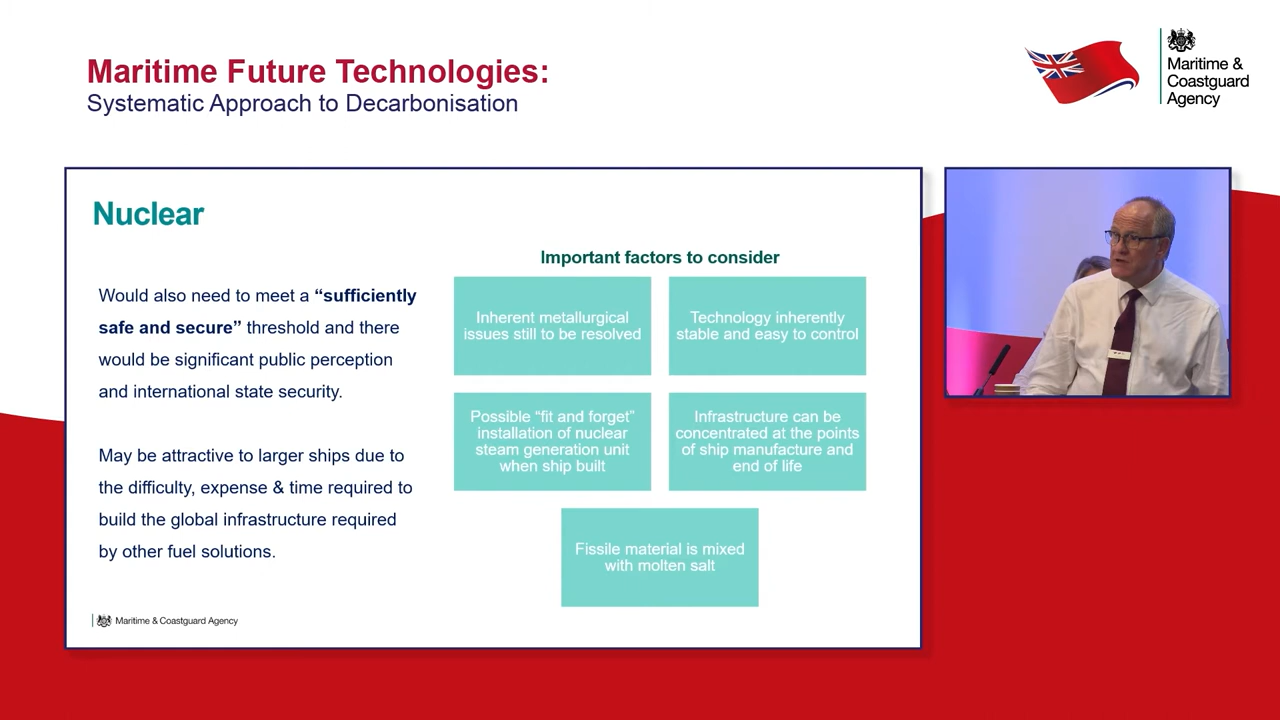 Maritime Future Technologies:
Systematic Approach to Decarbonisation
Maritime &
Coastguard
Agency
Nuclear
Would also need to meet a “sufficiently
safe and secure” threshold and there
would be significant public perception
and international state security.
May be attractive to larger ships due to
the difficulty, expense & time required to
build the global infrastructure required
by other fuel solutions.
Important factors to consider
Inherent metallurgical
issues still to be resolved
Technology inherently
stable and easy to control
Possible “fit and forget”
installation of nuclear
steam generation unit
when ship built
Infrastructure can be
concentrated at the points
of ship manufacture and
end of life
Fissile material is mixed
with molten salt
Maritime & Coastguard Agency